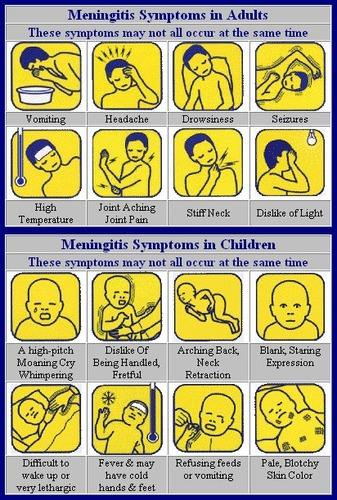 Meningitis Symptoms in Adults
These symptoms may not all occur at the same time
Vomiting
Headache
Drowsiness
Seizures
High
Temperature
Joint Aching
Joint Pain
Stiff Neck
Dislike of Light
Meningitis Symptoms in Children
These symptoms may not all occur at the same time
A high-pitch
Moaning Cry
Whimpering
Dislike Of
Being Handled,
Fretful
Arching Back,
Neck
Retraction
Blank, Staring
Expression
Difficult to
wake up or
very lethargic
Fever & may
have cold
hands & feet
Refusing feeds
or vomiting
Pale, Blotchy
Skin Color